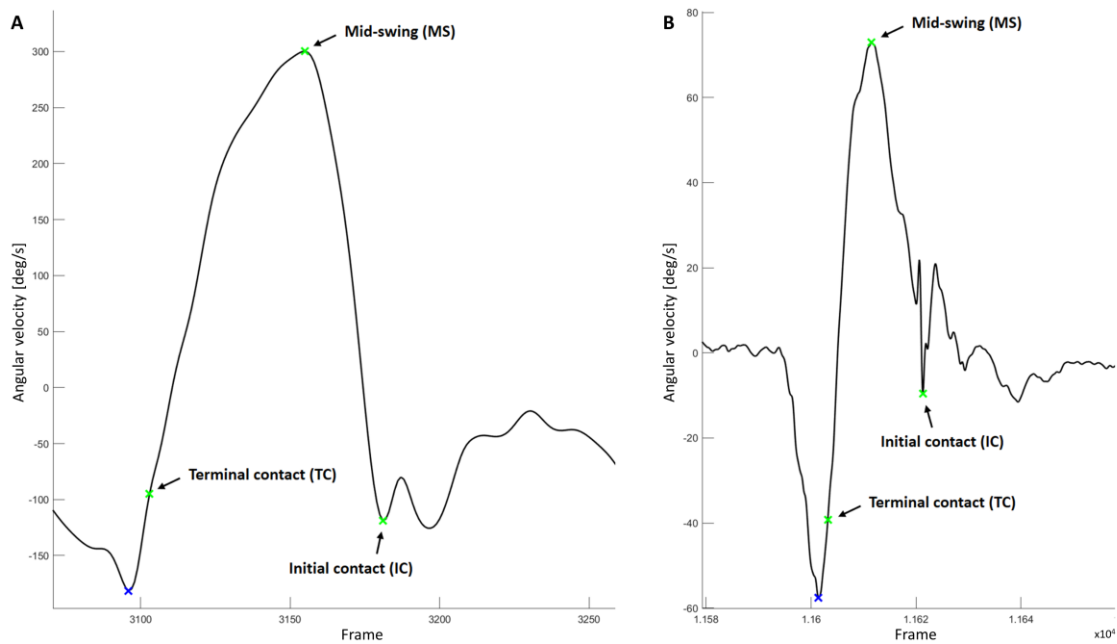 A
Mid-swing (MS)
300
250
200
150
100
50
0
-50
-100
-150
Angular velocity [deg/s]
Terminal contact (TC)
Initial contact (IC)
3100
3150
3200
3250
Frame
B
Mid-swing (MS)
80
60
40
20
0
-20
-40
-60
Angular velocity [deg/s]
Initial contact (IC)
Terminal contact (TC)
1.158
1.16
1.162
1.164
Frame